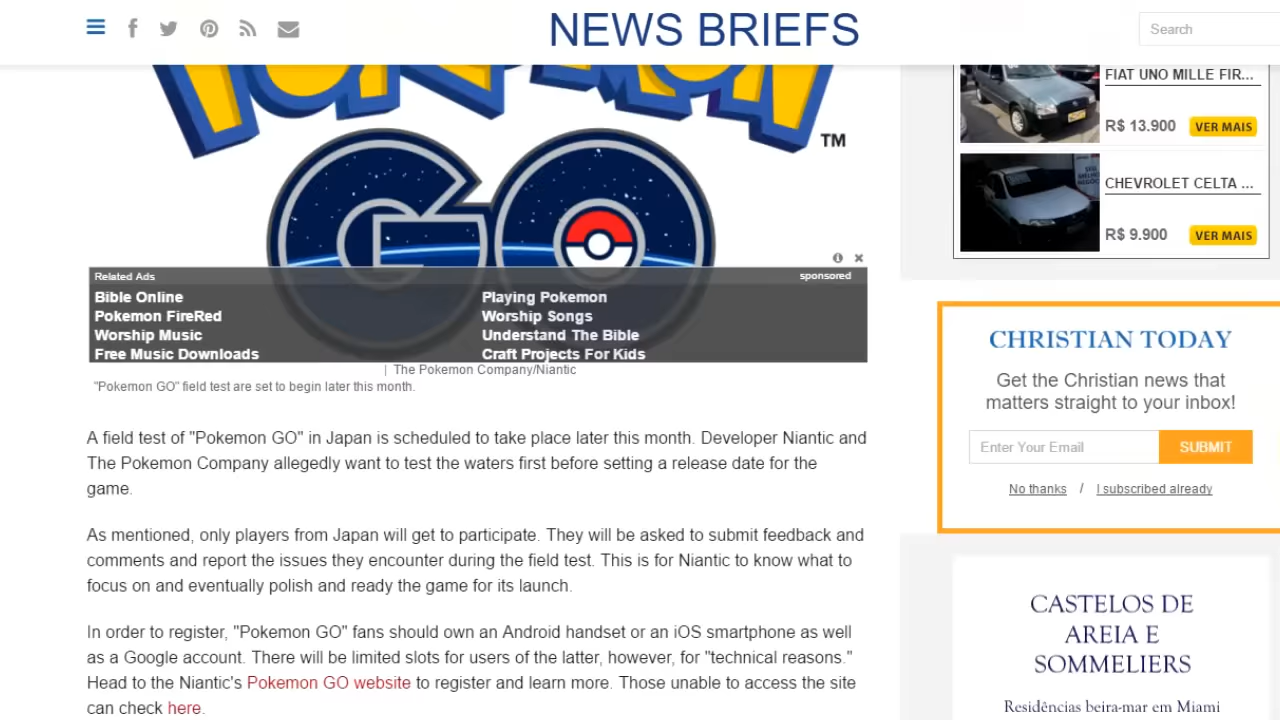 NEWS BRIEFS
Search
POKEMON
GO
TM
Related Ads
sponsored
Bible Online
Playing Pokemon
Pokemon FireRed
Worship Songs
Worship Music
Understand The Bible
Free Music Downloads
Craft Projects For Kids
| The Pokemon Company/Niantic
"Pokemon GO" field test are set to begin later this month.
A field test of "Pokemon GO" in Japan is scheduled to take place later this month. Developer Niantic and
The Pokemon Company allegedly want to test the waters first before setting a release date for the
game.
As mentioned, only players from Japan will get to participate. They will be asked to submit feedback and
comments and report the issues they encounter during the field test. This is for Niantic to know what to
focus on and eventually polish and ready the game for its launch.
In order to register, "Pokemon GO" fans should own an Android handset or an iOS smartphone as well
as a Google account. There will be limited slots for users of the latter, however, for "technical reasons."
Head to the Niantic's Pokemon GO website to register and learn more. Those unable to access the site
can check here.
FIAT UNO MILLE FIR...
R$ 13.900 VER MAIS
CHEVROLET CELTA ...
R$ 9.900 VER MAIS
CHRISTIAN TODAY
Get the Christian news that
matters straight to your inbox!
Enter Your Email SUBMIT
No thanks / I subscribed already
CASTELOS DE
AREIA E
SOMMELIERS
Residências beira-mar em Miami